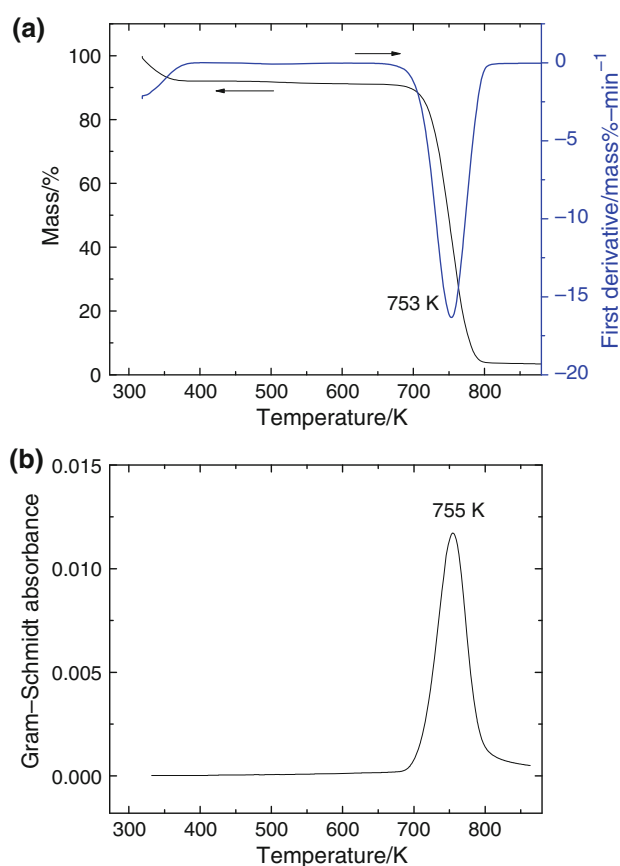 (a)
100
80
60
40
20
0
Mass/%
300 400 500 600 700 800
Temperature/K
753 K
0
−5
−10
−15
−20
First derivative/mass%–min⁻¹
(b)
0.015
0.010
0.005
0.000
Gram–Schmidt absorbance
755 K
300 400 500 600 700 800
Temperature/K